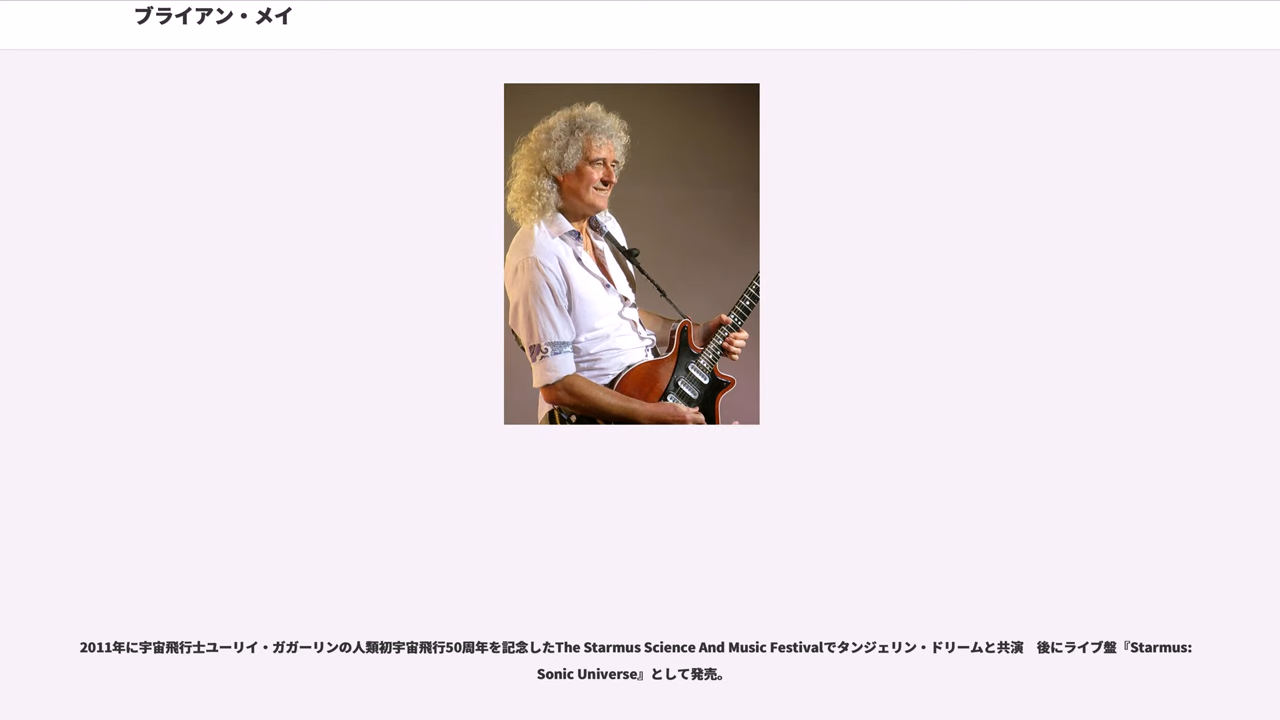 ブライアン・メイ
2011年に宇宙飛行士ユーリイ・ガガーリンの人類初宇宙飛行50周年を記念したThe Starmus Science And Music Festivalでタンジェリン・ドリームと共演　後にライブ盤『Starmus:
Sonic Universe』として発売。